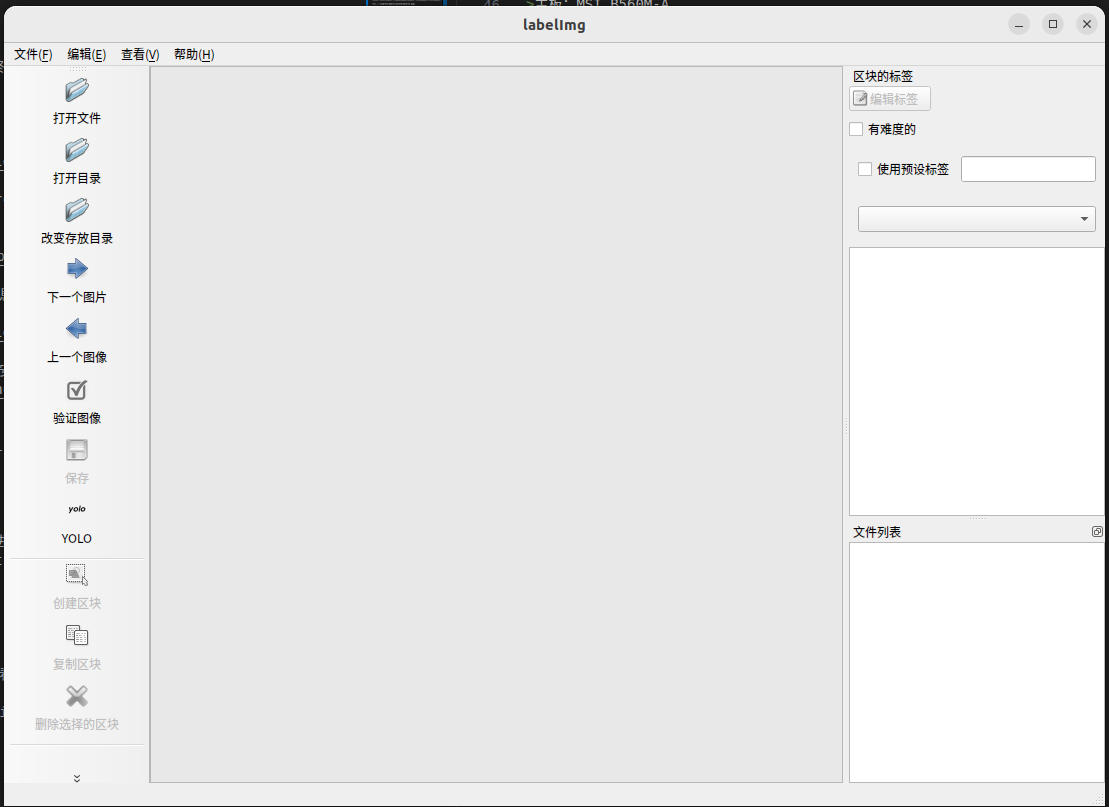 labelImg
文件(F) 编辑(E) 查看(V) 帮助(H)
打开文件
打开目录
改变存放目录
下一个图片
上一个图像
验证图像
保存
yolo
YOLO
创建区块
复制区块
删除选择的区块
区块的标签
编辑标签
有难度的
使用预设标签
文件列表